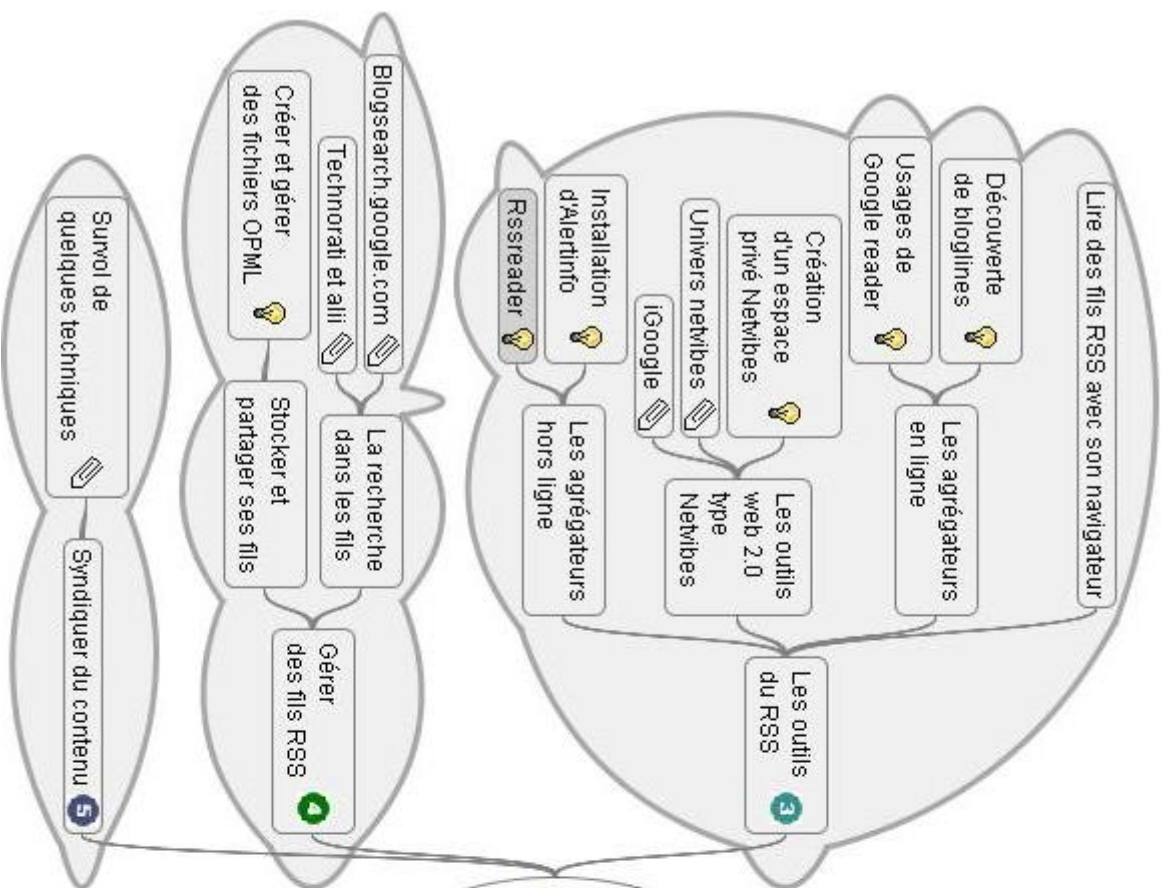 Lire des fils RSS avec son navigateur
Découverte
de bloglines
Usages de
Google reader
Les agrégateurs
en ligne
Création
d'un espace
privé Netvibes
Univers netvibes
iGoogle
Les outils
web 2.0
type
Netvibes
Installation
d'Alertinfo
Rssreader
Les agrégateurs
hors ligne
Les outils
du RSS
3
Blogsearch.google.com
Technorati et alii
La recherche
dans les fils
Créer et gérer
des fichiers OPML
Stocker et
partager ses fils
Gérer
des fils RSS
4
Survol de
quelques techniques
Syndiquer du contenu
5